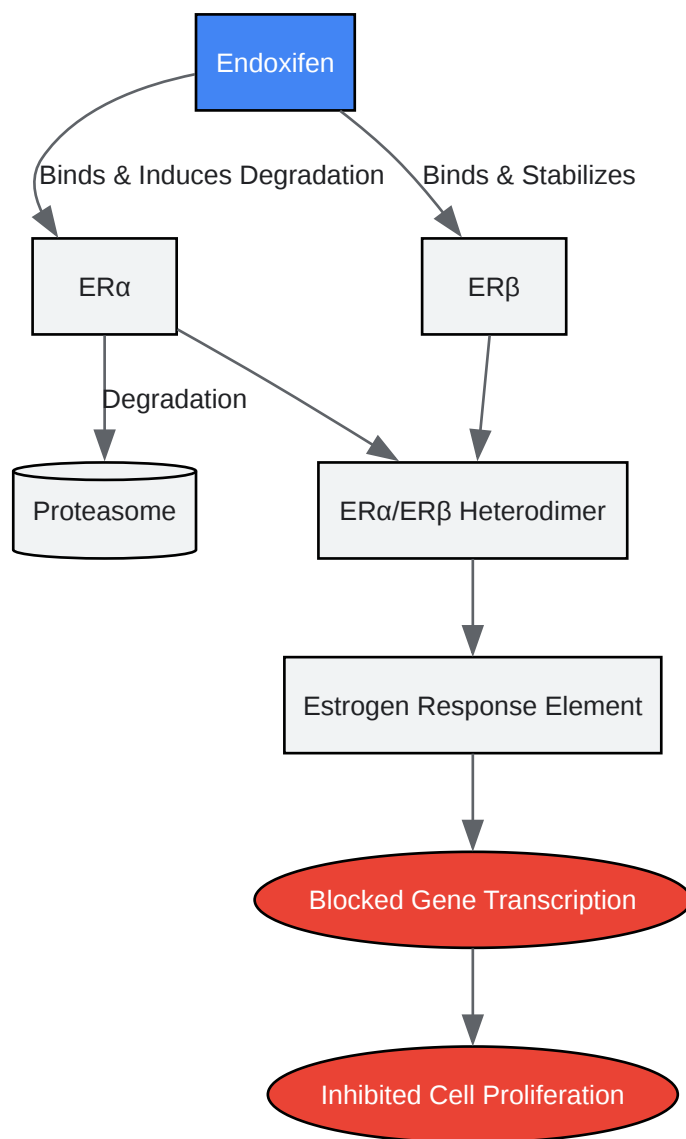 Endoxifen
Binds & Induces Degradation
Binds & Stabilizes
ERα
ERβ
Degradation
Proteasome
ERα/ERβ Heterodimer
Estrogen Response Element
Blocked Gene Transcription
Inhibited Cell Proliferation